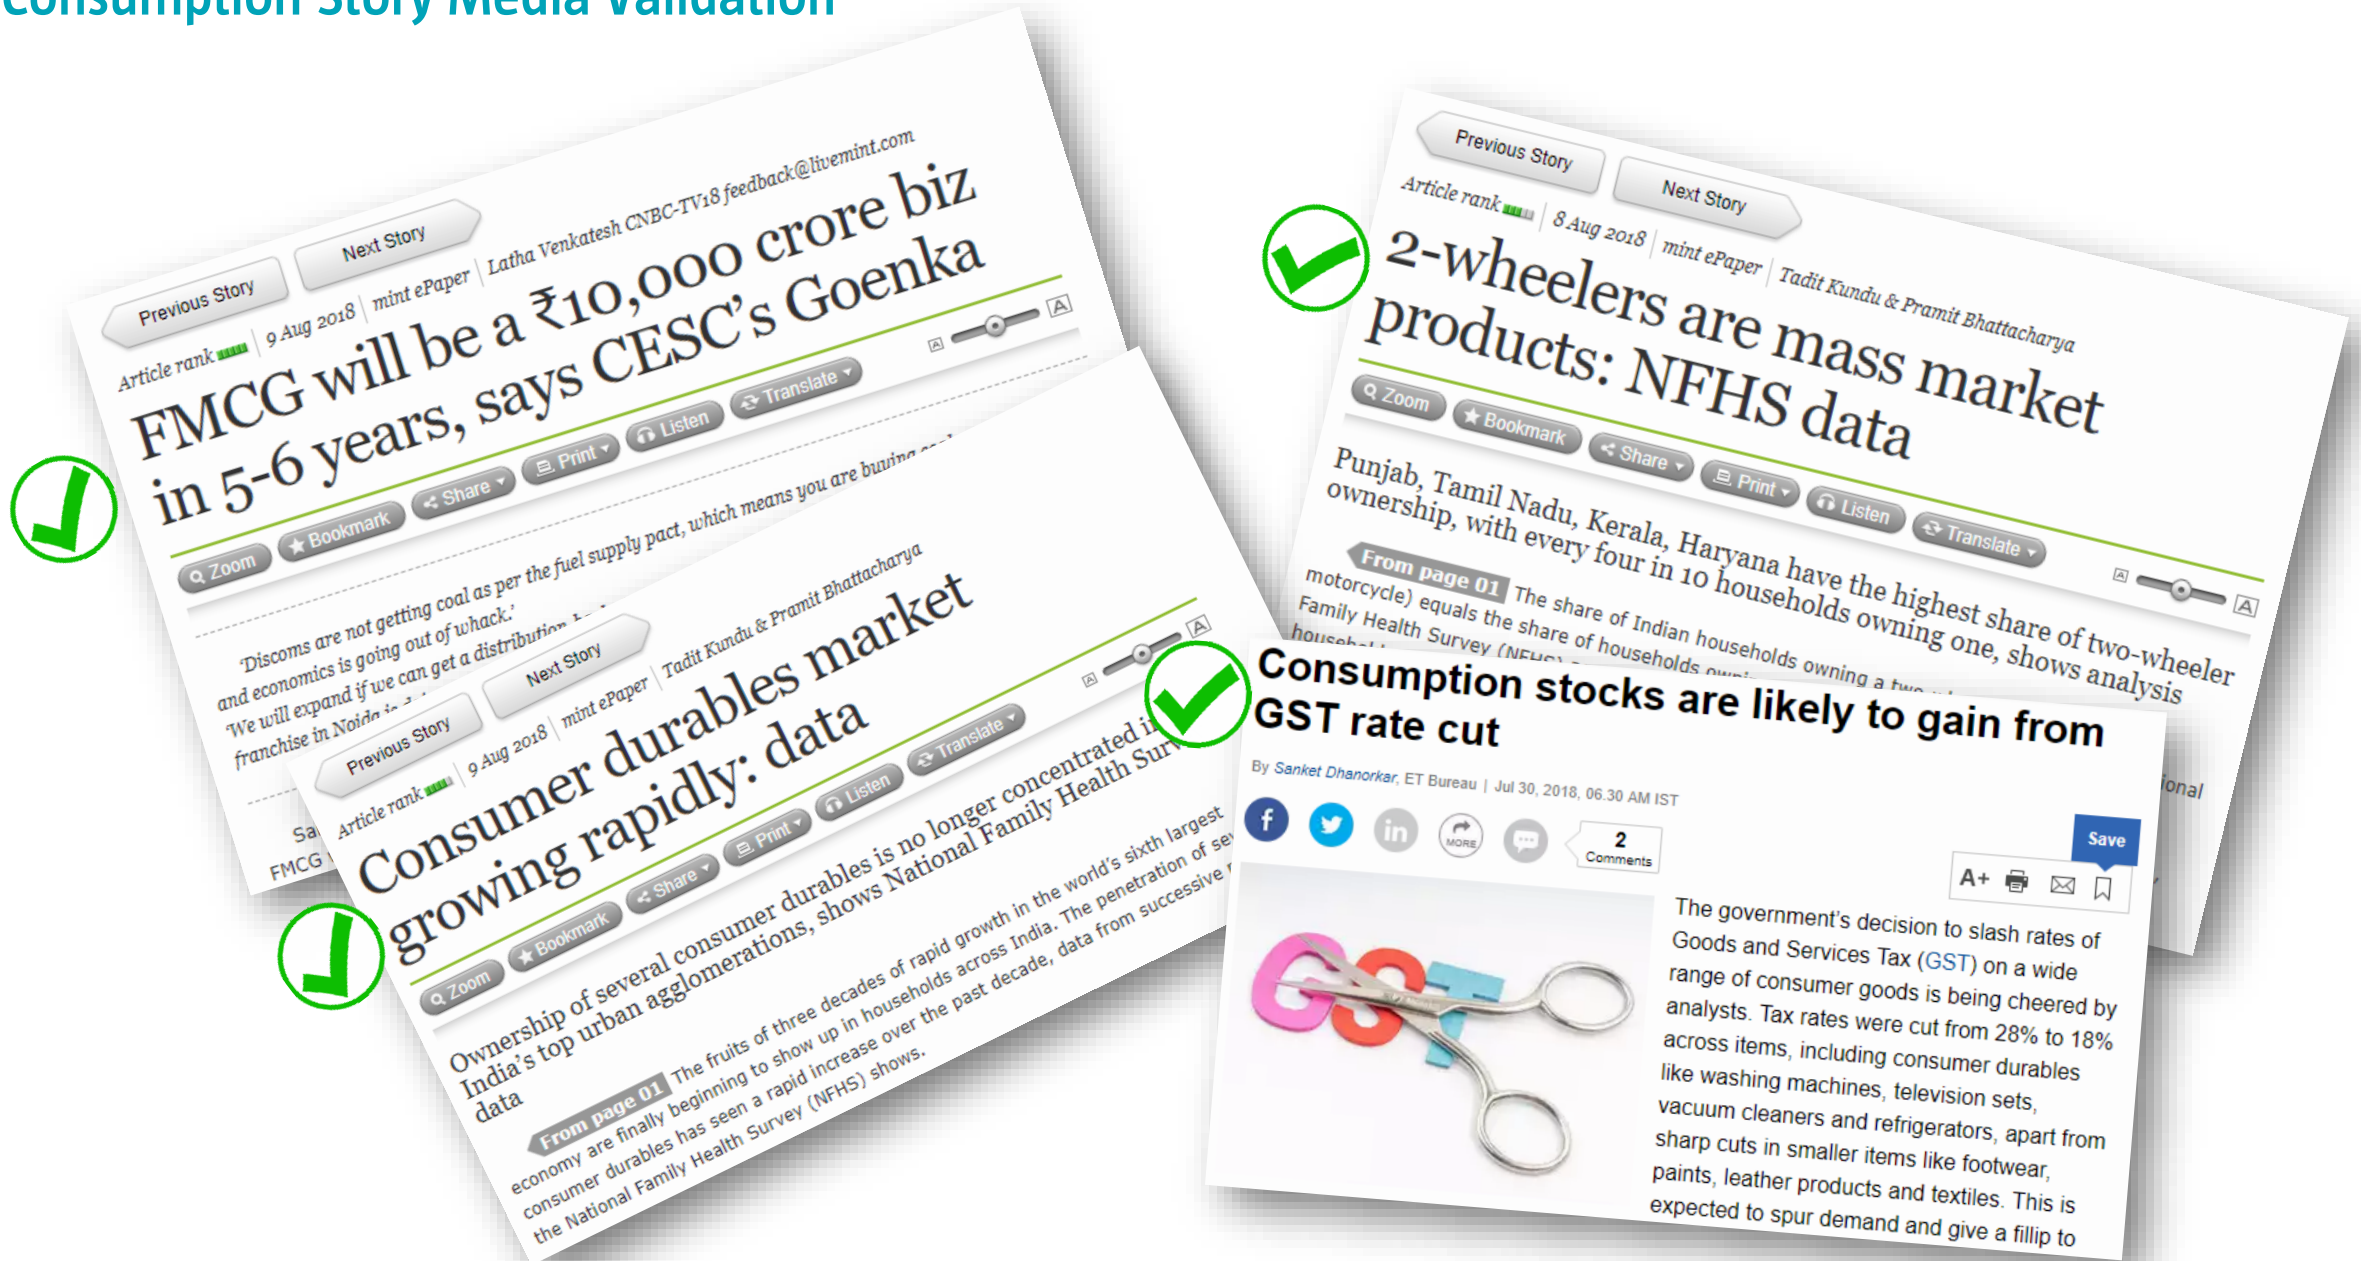 Consumption Story Media Validation
Previous Story
Next Story
Article rank
9 Aug 2018
mint ePaper
Latha Venkatesh CNBC-TV18 feedback@livemint.com
FMCG will be a ₹10,000 crore biz
in 5-6 years, says CESC's Goenka
Zoom
Bookmark
Share
Print
Listen
Translate
A
A
'Discoms are not getting coal as per the fuel supply pact, which means you are buying
and economics is going out of whack.'
'We will expand if we can get a distribution
franchise in Noida
FMCG
Previous Story
Next Story
Article rank
9 Aug 2018
mint ePaper
Tadit Kundu & Pramit Bhattacharya
Consumer durables market
growing rapidly: data
Zoom
Bookmark
Share
Print
Listen
Translate
A
A
Ownership of several consumer durables is no longer concentrated in
India's top urban agglomerations, shows National Family Health
data
From page 01 The fruits of three decades of rapid growth in the world's sixth largest
economy are finally beginning to show up in households across India. The penetration of
consumer durables has seen a rapid increase over the past decade, data from successive
the National Family Health Survey (NFHS) shows.
Previous Story
Next Story
Article rank
8 Aug 2018
mint ePaper
Tadit Kundu & Pramit Bhattacharya
2-wheelers are mass market
products: NFHS data
Zoom
Bookmark
Share
Print
Listen
Translate
A
A
Punjab, Tamil Nadu, Kerala, Haryana have the highest share of two-wheeler
ownership, with every four in 10 households owning one, shows analysis
From page 01 The share of Indian households owning a
motorcycle) equals the share of households
Family Health Survey (NFHS)
Consumption stocks are likely to gain from
GST rate cut
By Sanket Dhanorkar, ET Bureau | Jul 30, 2018, 06.30 AM IST
f
in
MORE
2
Comments
Save
A+
GST
The government's decision to slash rates of
Goods and Services Tax (GST) on a wide
range of consumer goods is being cheered by
analysts. Tax rates were cut from 28% to 18%
across items, including consumer durables
like washing machines, television sets,
vacuum cleaners and refrigerators, apart from
sharp cuts in smaller items like footwear,
paints, leather products and textiles. This is
expected to spur demand and give a fillip to